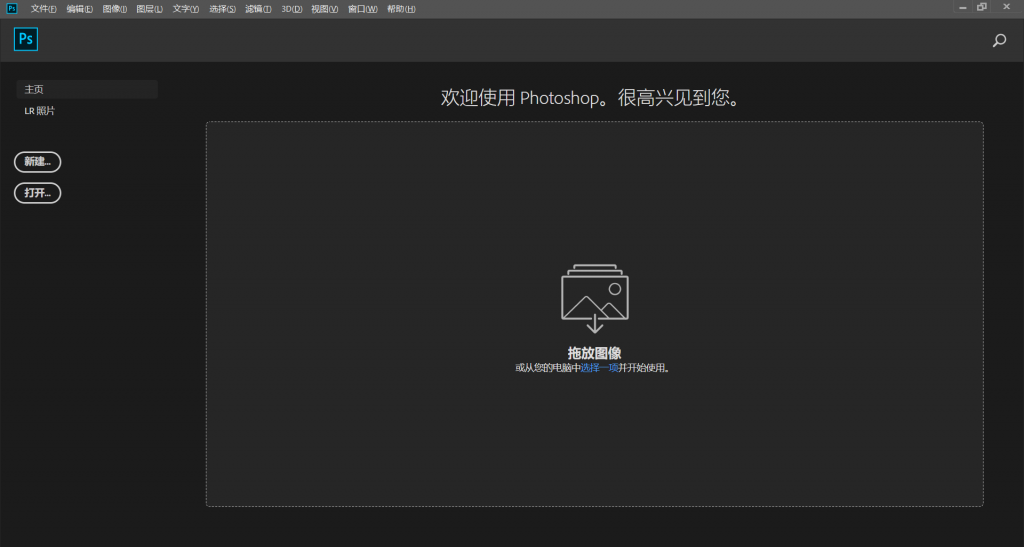 Ps 文件(F) 编辑(E) 图像(I) 图层(L) 文字(Y) 选择(S) 滤镜(T) 3D(D) 视图(V) 窗口(W) 帮助(H)
Ps
主页
LR 照片
新建...
打开...
欢迎使用 Photoshop。很高兴见到您。
拖放图像
或从您的电脑中选择一项并开始使用。